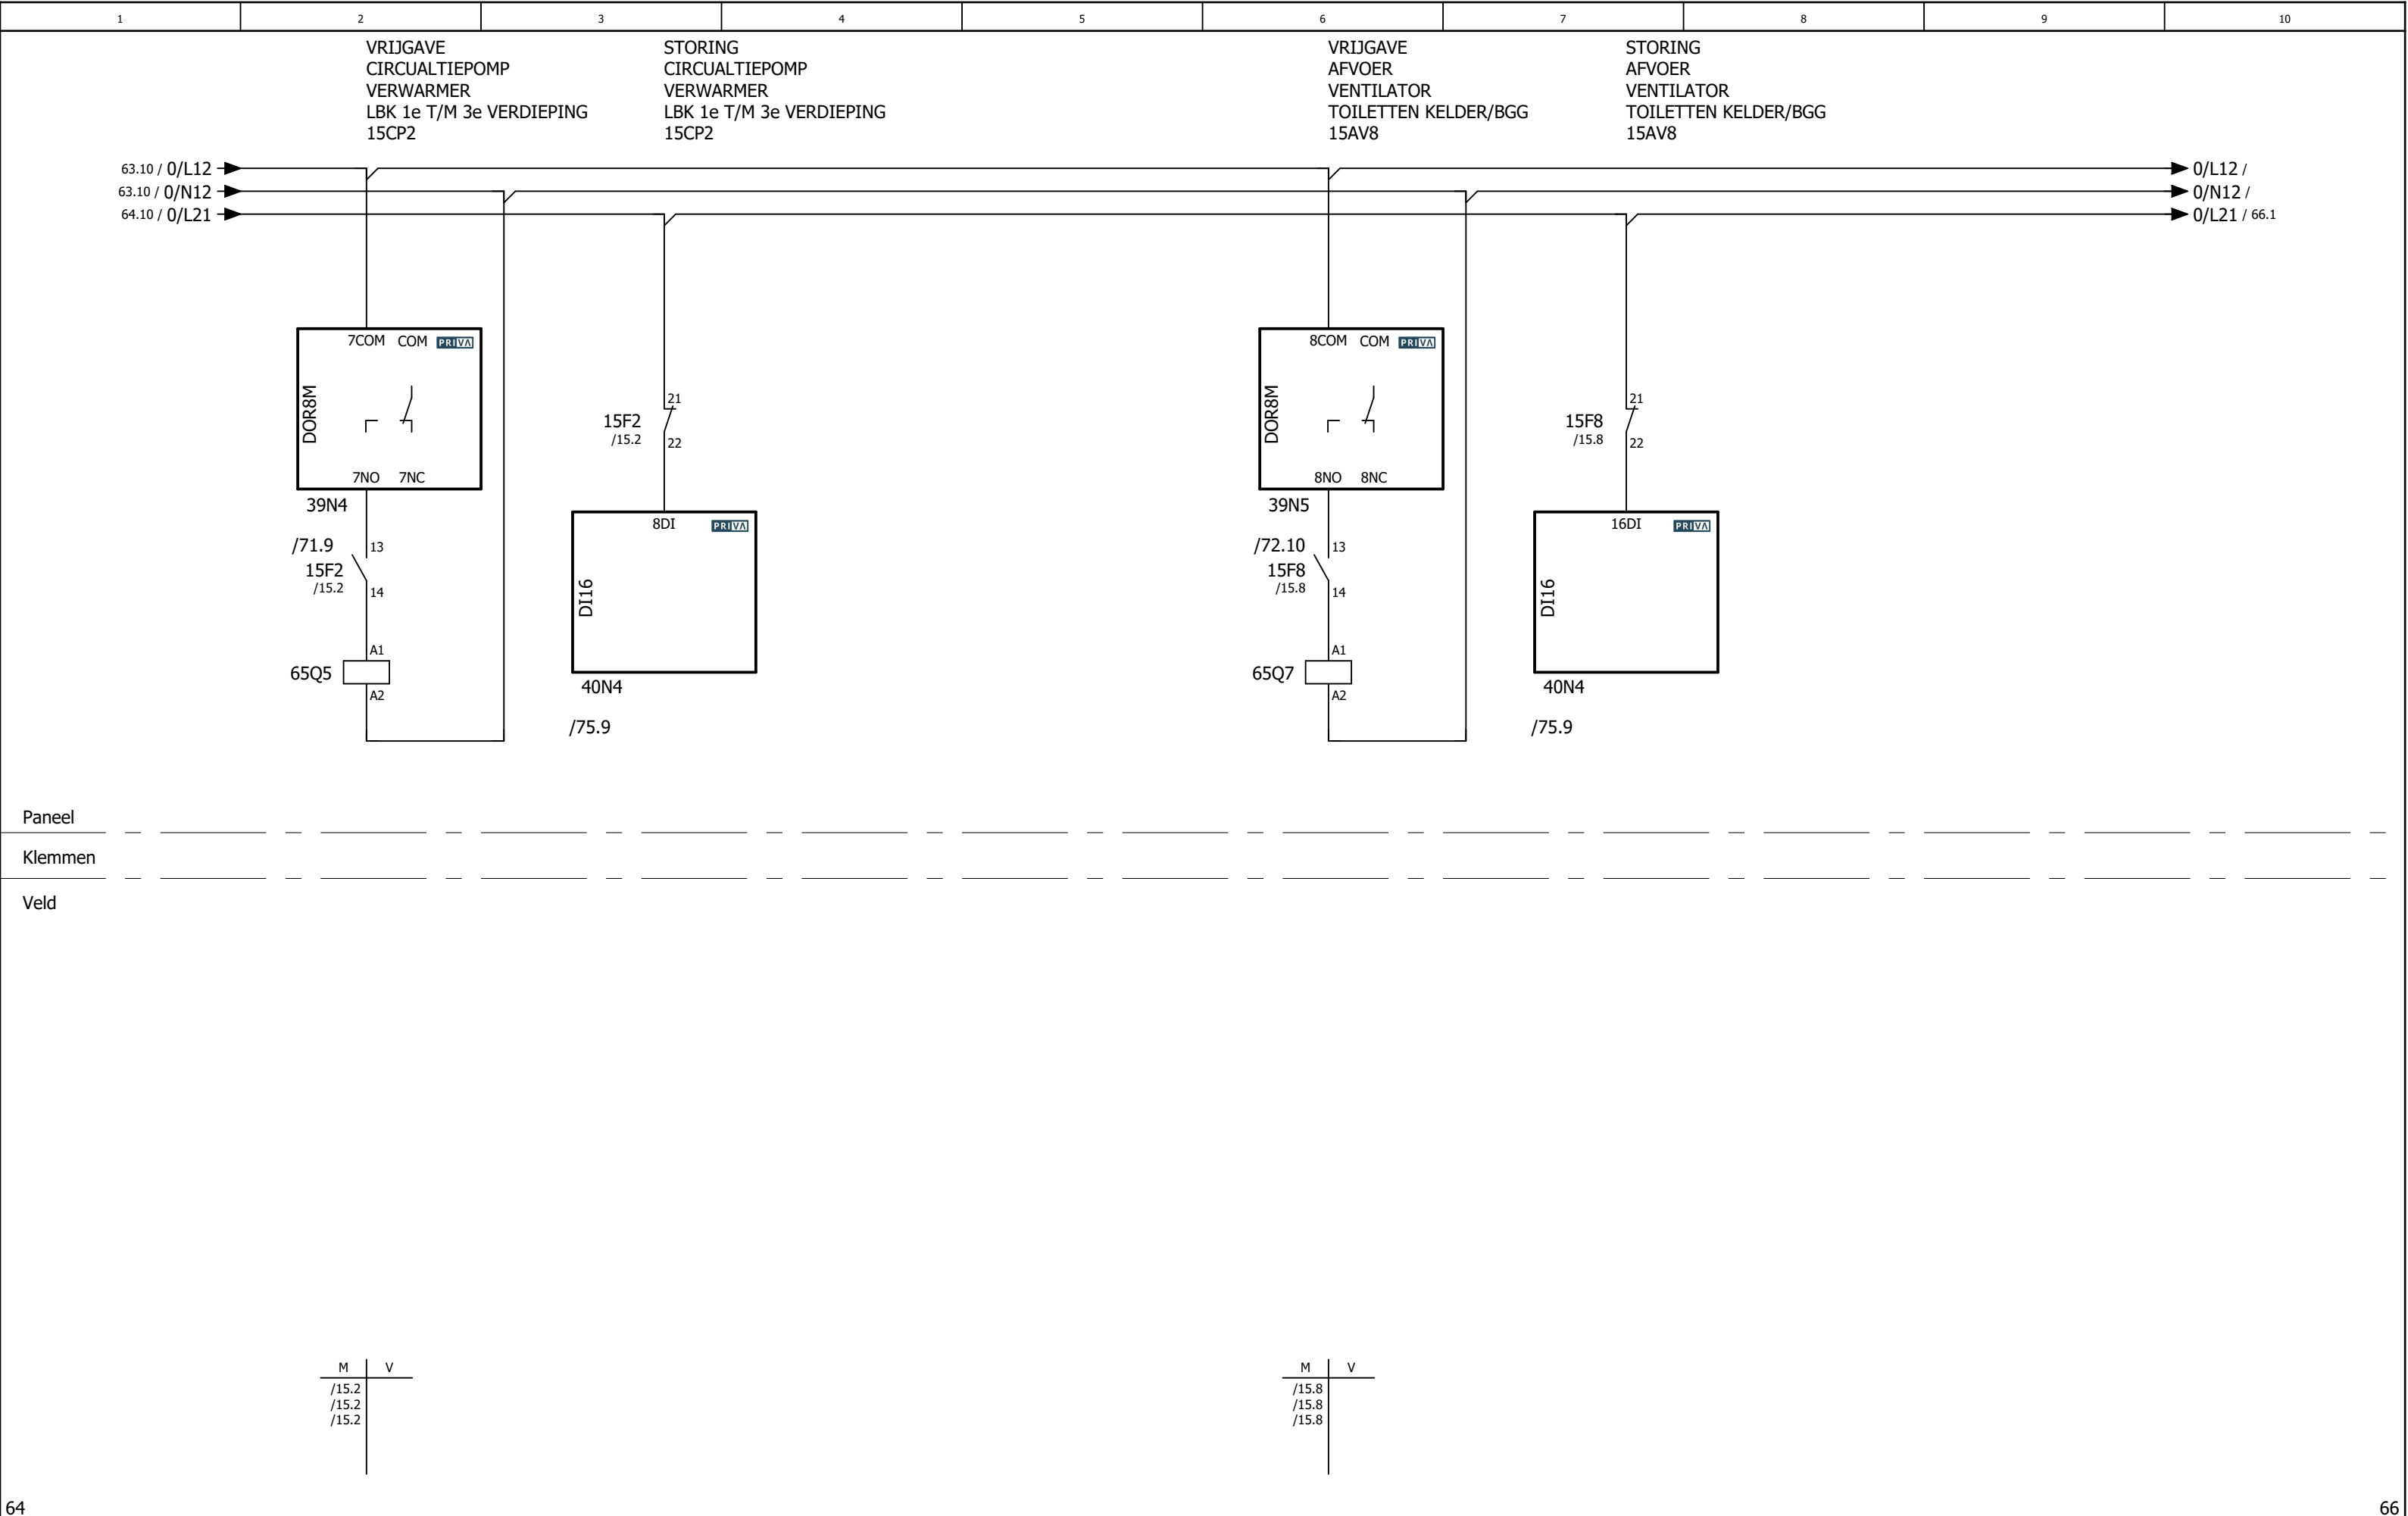 1 2 3 4 5 6 7 8 9 10
VRIJGAVE
CIRCUALTIEPOMP
VERWARMER
LBK 1e T/M 3e VERDIEPING
15CP2
STORING
CIRCUALTIEPOMP
VERWARMER
LBK 1e T/M 3e VERDIEPING
15CP2
VRIJGAVE
AFVOER
VENTILATOR
TOILETTEN KELDER/BGG
15AV8
STORING
AFVOER
VENTILATOR
TOILETTEN KELDER/BGG
15AV8
63.10 / 0/L12
63.10 / 0/N12
64.10 / 0/L21
0/L12 /
0/N12 /
0/L21 / 66.1
7COM COM PRIVA
DOR8M
7NO 7NC
39N4
/71.9
13
15F2
/15.2
14
A1
65Q5
A2
21
15F2
/15.2
22
8DI PRIVA
DI16
40N4
/75.9
8COM COM PRIVA
DOR8M
8NO 8NC
39N5
/72.10
13
15F8
/15.8
14
A1
65Q7
A2
21
15F8
/15.8
22
16DI PRIVA
DI16
40N4
/75.9
Paneel
Klemmen
Veld
M V
/15.2
/15.2
/15.2
M V
/15.8
/15.8
/15.8
64
66